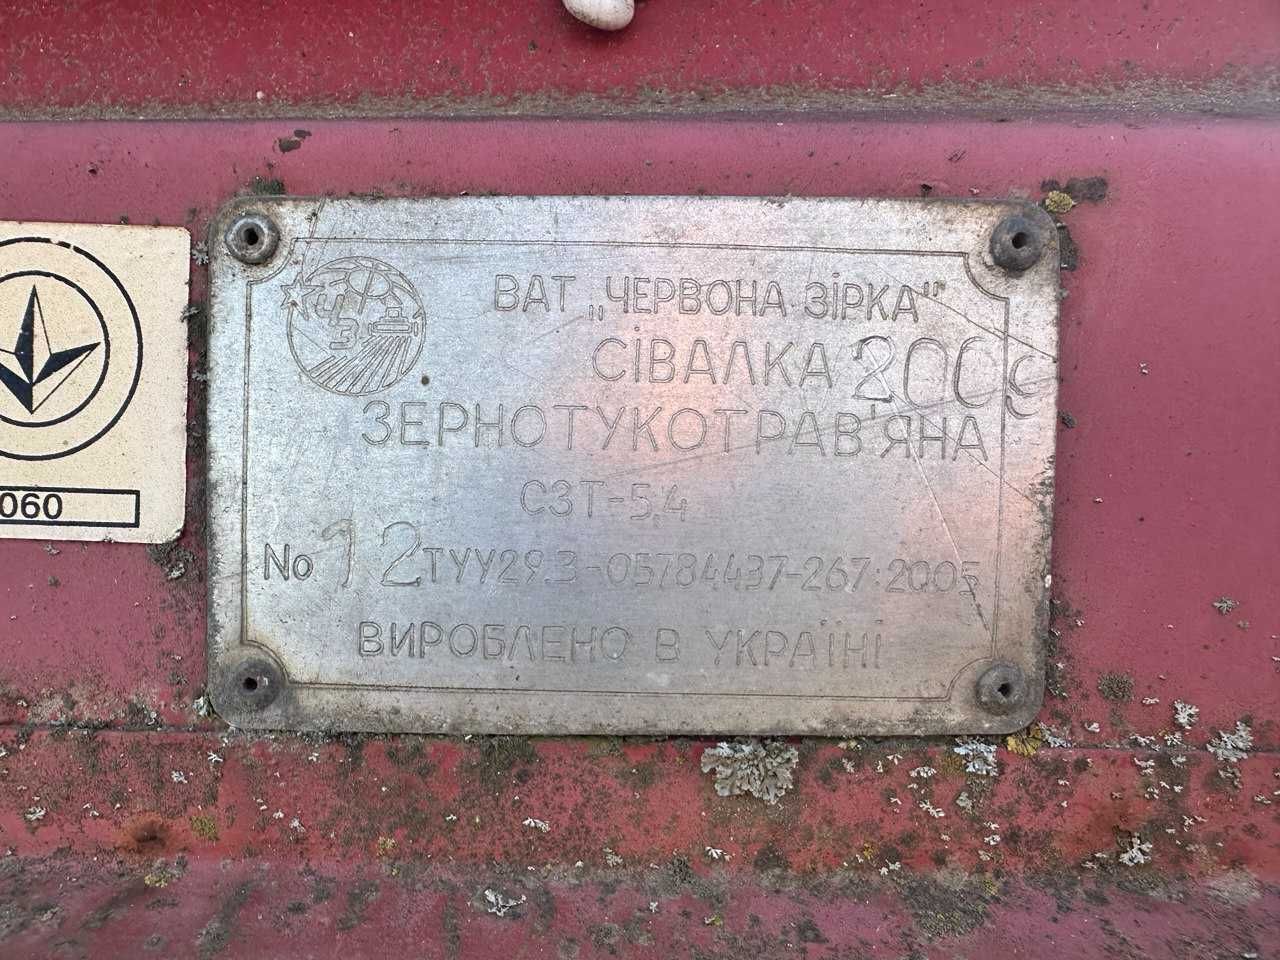 ЧЗ
ВАТ „ЧЕРВОНА ЗІРКА"
СІВАЛКА 2009
ЗЕРНОТУКОТРАВ'ЯНА
СЗТ-5,4
No 12 ТУУ29.3-05784437-267:2005
ВИРОБЛЕНО В УКРАЇНІ
060